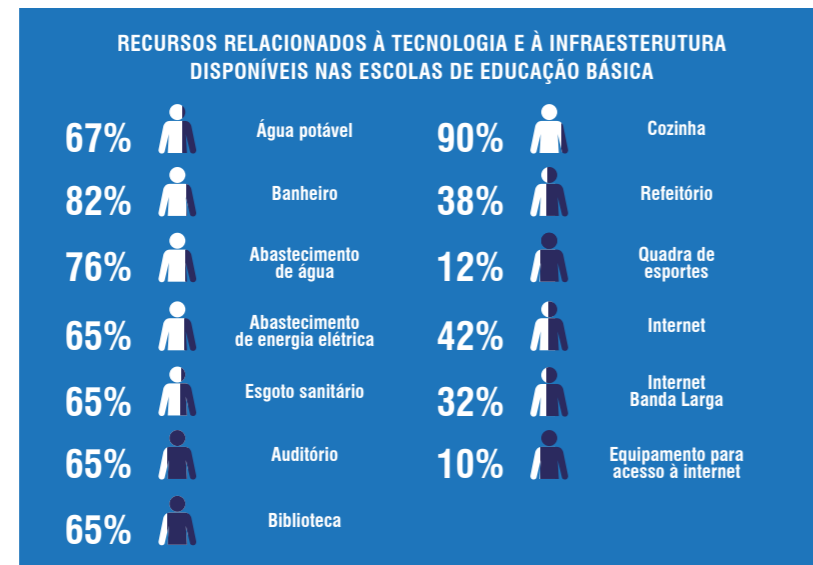 RECURSOS RELACIONADOS À TECNOLOGIA E À INFRAESTERUTURA
DISPONÍVEIS NAS ESCOLAS DE EDUCAÇÃO BÁSICA
67%
Água potável
82%
Banheiro
76%
Abastecimento
de água
65%
Abastecimento
de energia elétrica
65%
Esgoto sanitário
65%
Auditório
65%
Biblioteca
90%
Cozinha
38%
Refeitório
12%
Quadra de
esportes
42%
Internet
32%
Internet
Banda Larga
10%
Equipamento para
acesso à internet